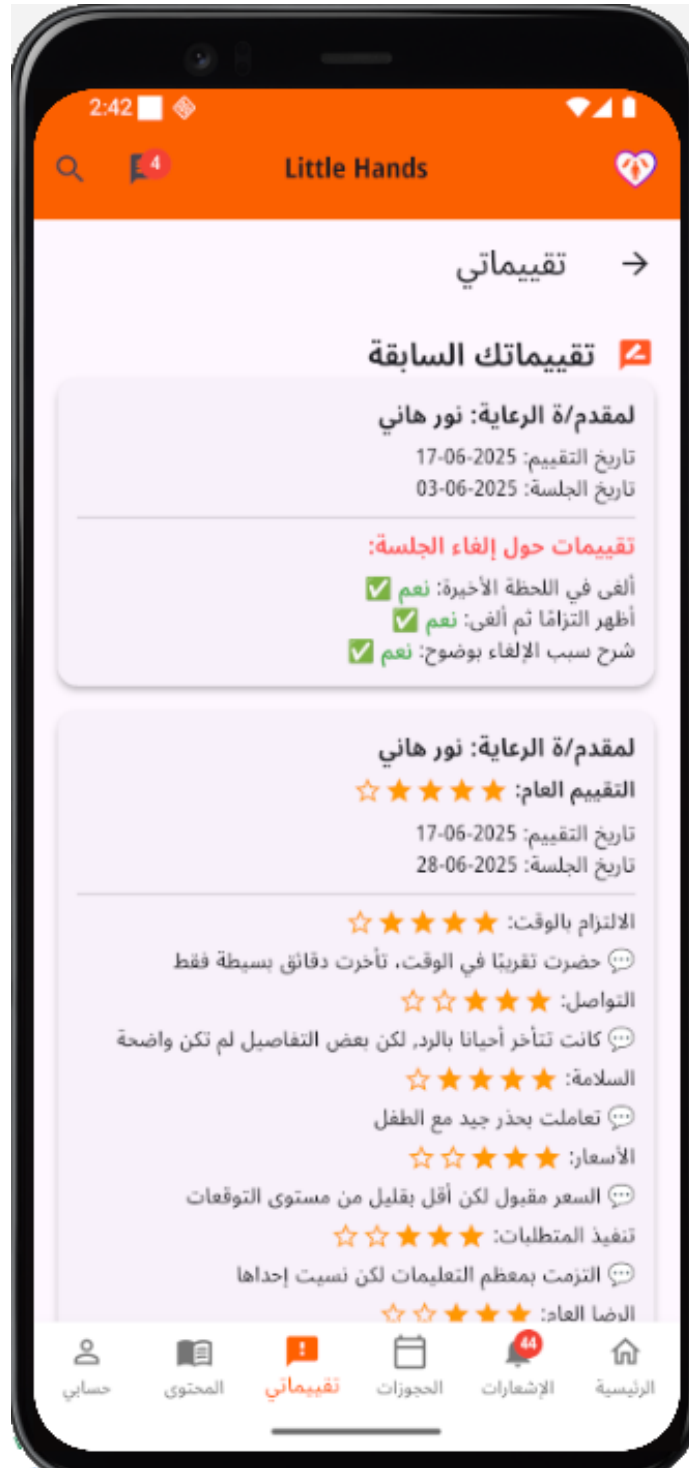 2:42
4
Little Hands
تقييماتي
تقييماتك السابقة
لمقدم/ة الرعاية: نور هاني
تاريخ التقييم: 2025-06-17
تاريخ الجلسة: 2025-06-03
تقييمات حول إلغاء الجلسة:
ألغى في اللحظة الأخيرة: نعم ✅
أظهر التزامًا ثم ألغى: نعم ✅
شرح سبب الإلغاء بوضوح: نعم ✅
لمقدم/ة الرعاية: نور هاني
التقييم العام: ★★★★☆
تاريخ التقييم: 2025-06-17
تاريخ الجلسة: 2025-06-28
الالتزام بالوقت: ★★★★☆
💬 حضرت تقريبًا في الوقت، تأخرت دقائق بسيطة فقط
التواصل: ★★★☆☆
💬 كانت تتأخر أحيانا بالرد, لكن بعض التفاصيل لم تكن واضحة
السلامة: ★★★★☆
💬 تعاملت بحذر جيد مع الطفل
الأسعار: ★★★☆☆
💬 السعر مقبول لكن أقل بقليل من مستوى التوقعات
تنفيذ المتطلبات: ★★★☆☆
💬 التزمت بمعظم التعليمات لكن نسيت إحداها
الرضا العام: ★★★☆☆
44
الرئيسية
الإشعارات
الحجوزات
تقييماتي
المحتوى
حسابي